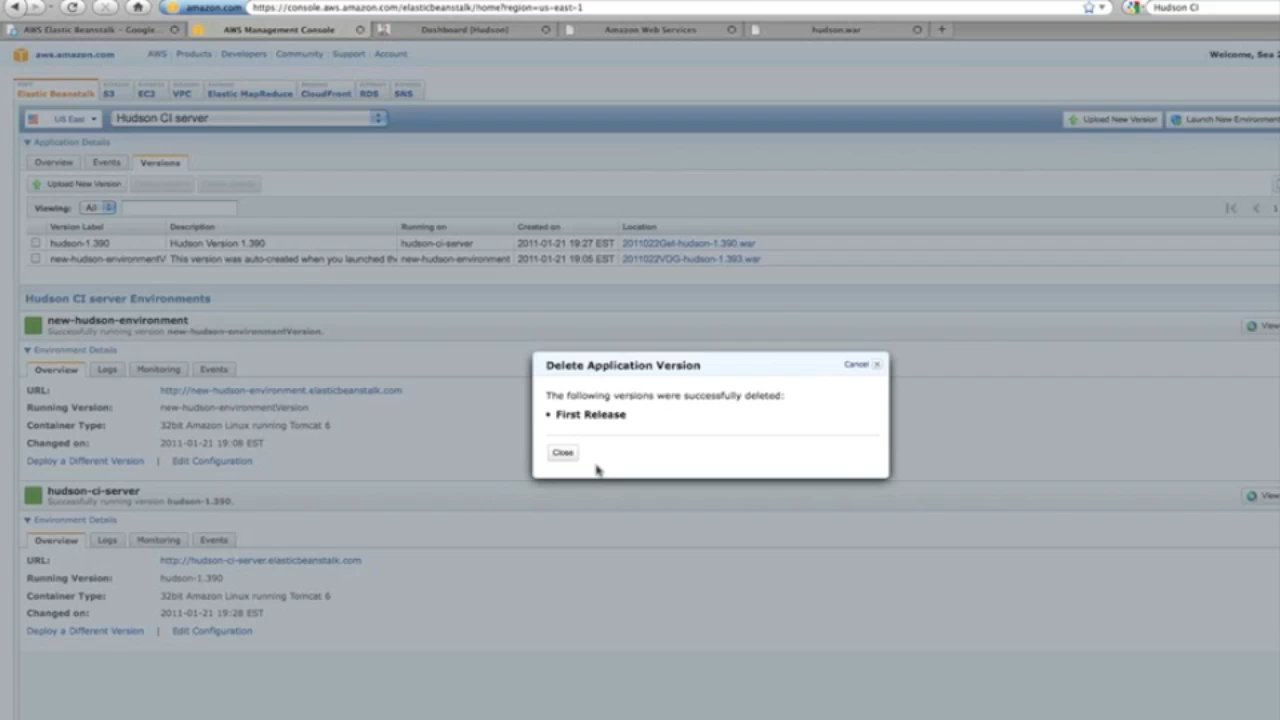 amazon.com https://console.aws.amazon.com/elasticbeanstalk/home?region=us-east-1 Hudson CI
AWS Elastic Beanstalk - Google... AWS Management Console Dashboard [Hudson] Amazon Web Services hudson.war
aws.amazon.com AWS Products Developers Community Support Account Welcome, Sea
Elastic Beanstalk S3 EC2 VPC Elastic MapReduce CloudFront RDS SNS
US East Hudson CI server Upload New Version Launch New Environment
Application Details
Overview Events Versions
Upload New Version
Viewing: All
Version Label Description Running on Created on Location
hudson-1.390 Hudson Version 1.390 hudson-ci-server 2011-01-21 19:27 EST
new-hudson-environmentV This version was auto-created when you launched th new-hudson-environment 2011-01-21 19:05 EST 2011022VDG-hudson-1.393.war
Hudson CI server Environments
new-hudson-environment
Successfully running version new-hudson-environmentVersion.
Environment Details
Overview Logs Monitoring Events
URL: http://new-hudson-environment.elasticbeanstalk.com
Running Version: new-hudson-environmentVersion
Container Type: 32bit Amazon Linux running Tomcat 6
Changed on: 2011-01-21 19:08 EST
Deploy a Different Version | Edit Configuration
Delete Application Version Cancel
The following versions were successfully deleted:
• First Release
Close
hudson-ci-server
Successfully running version hudson-1.390.
Environment Details
Overview Logs Monitoring Events
URL: http://hudson-ci-server.elasticbeanstalk.com
Running Version: hudson-1.390
Container Type: 32bit Amazon Linux running Tomcat 6
Changed on: 2011-01-21 19:28 EST
Deploy a Different Version | Edit Configuration